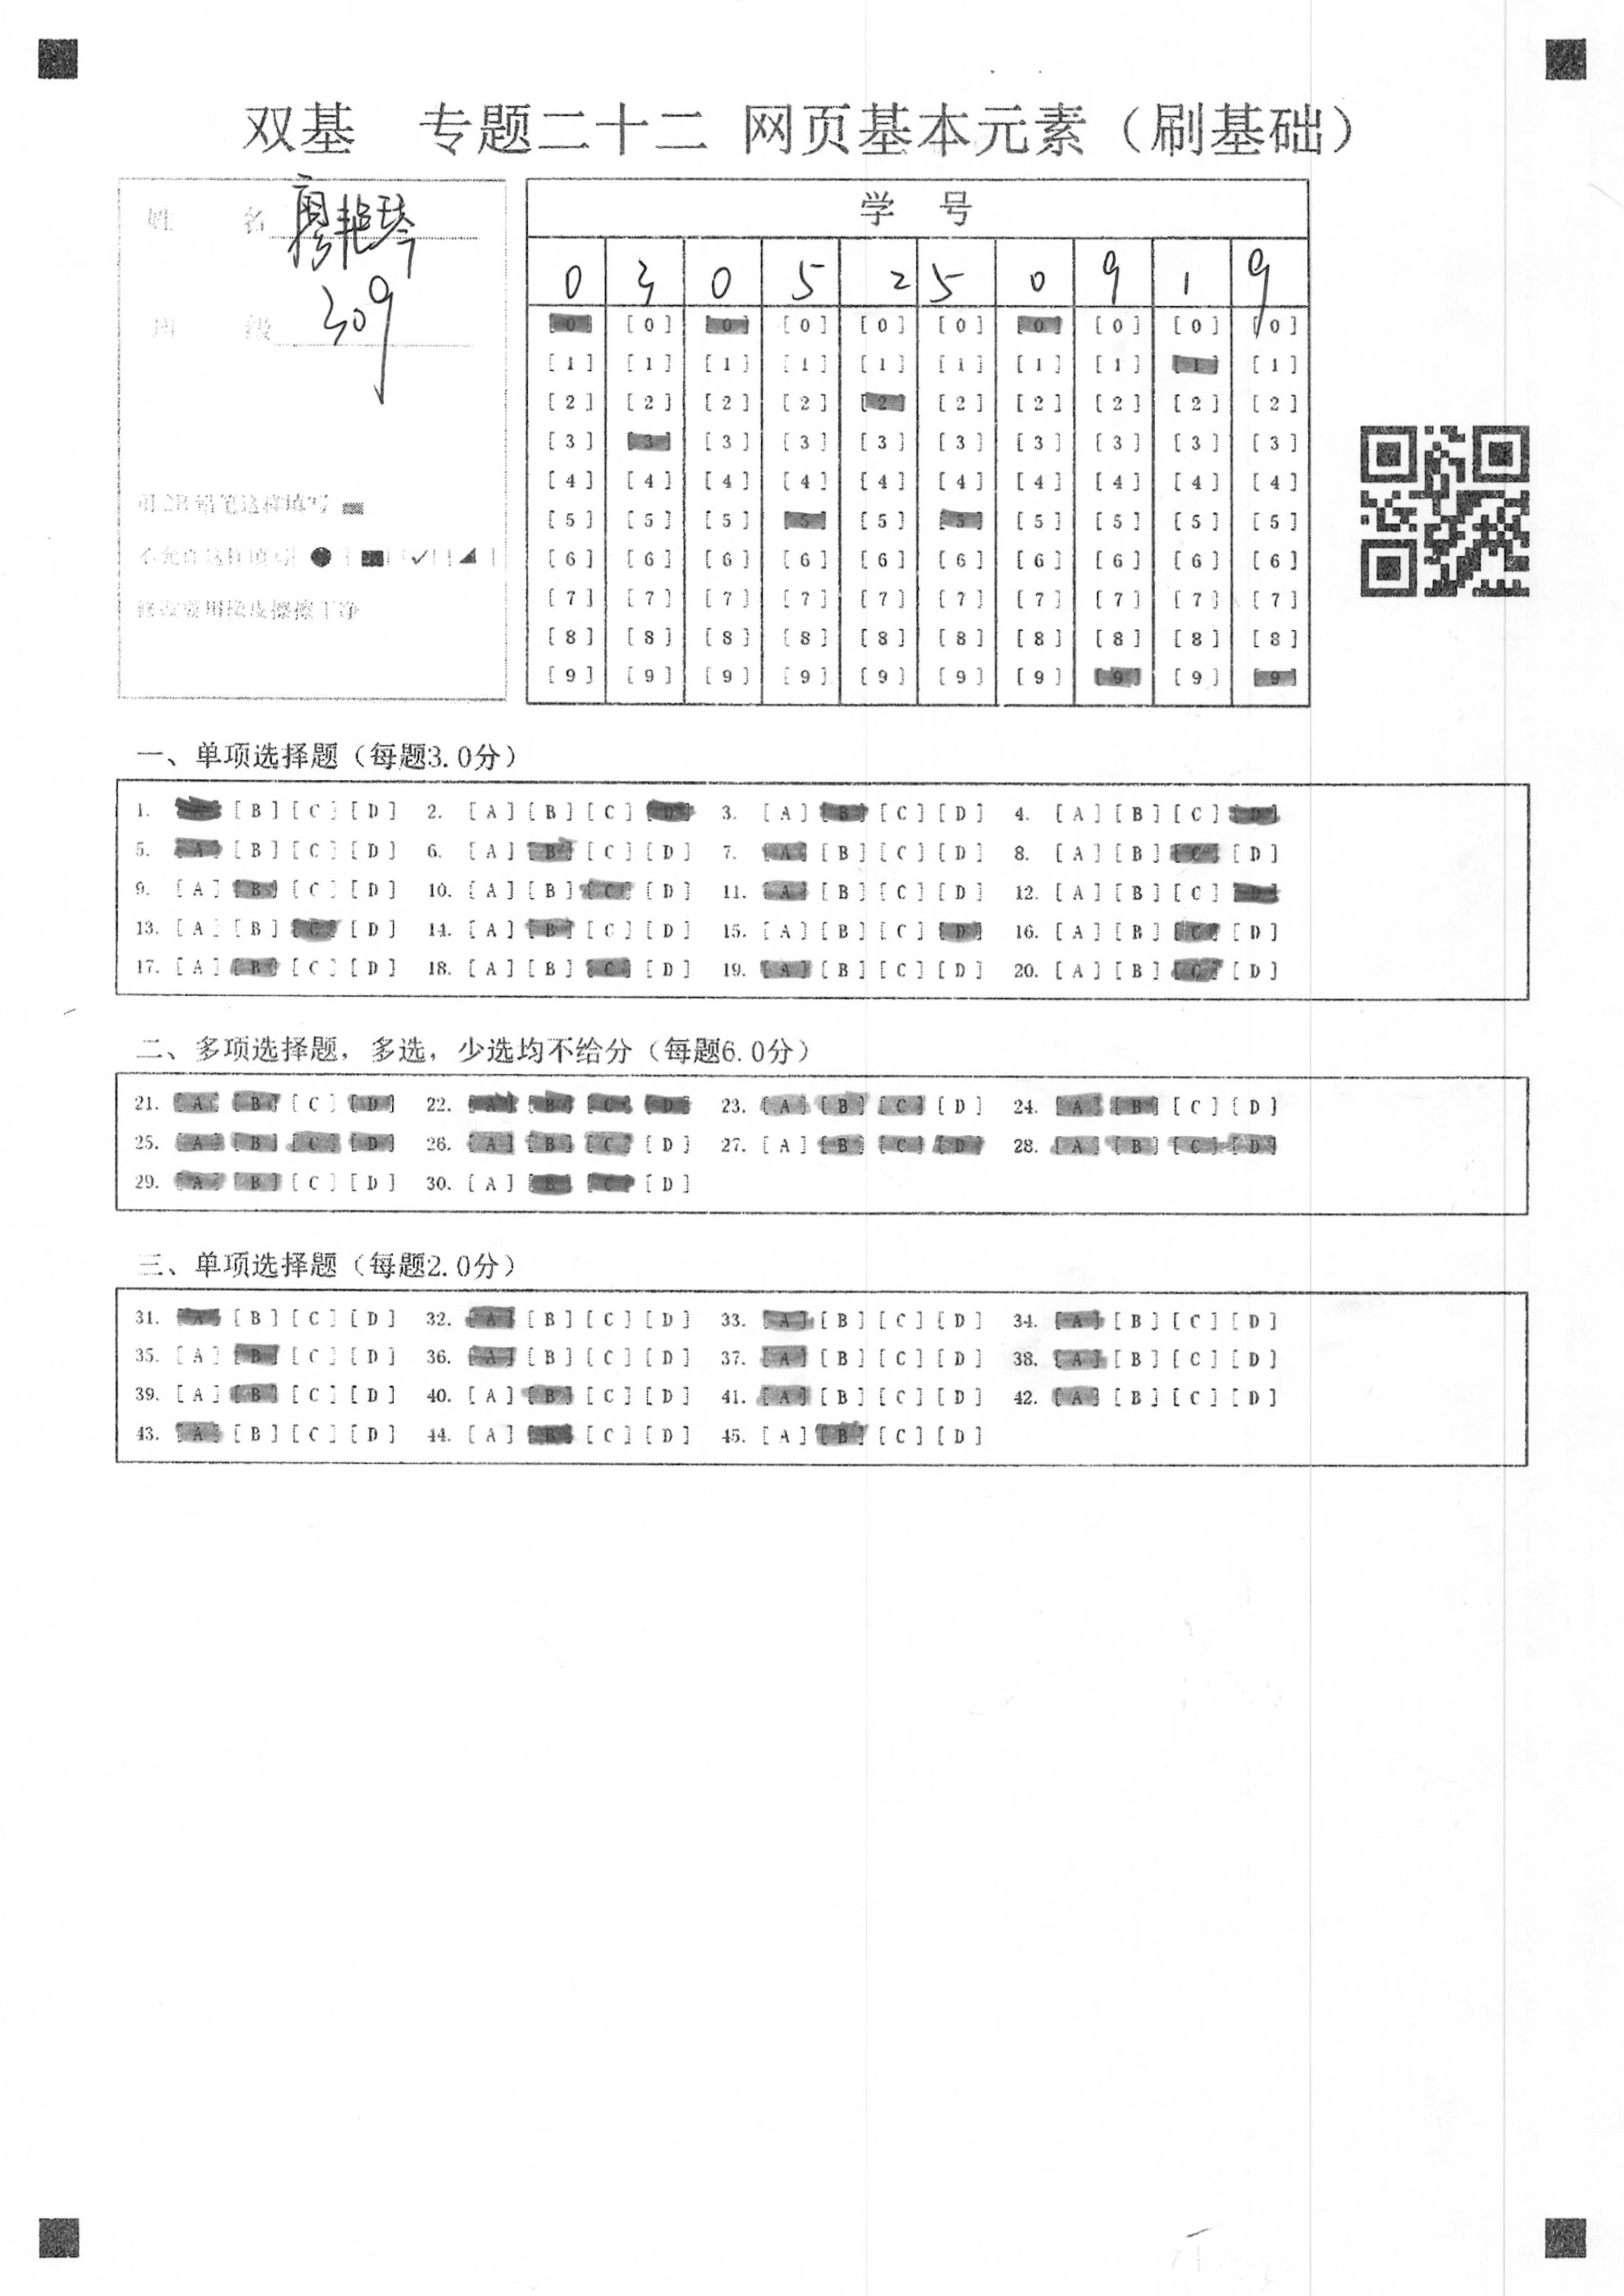 双基 专题二十二 网页基本元素（刷基础）
姓 名 廖艳琴
班 级 309
用2B铅笔这样填写
不允许这样填写
修改要用橡皮擦擦干净
学 号
0 3 0 5 2 5 0 9 1 9
[0] [0] [0] [0] [0] [0] [0] [0] [0] [0]
[1] [1] [1] [1] [1] [1] [1] [1] [1] [1]
[2] [2] [2] [2] [2] [2] [2] [2] [2] [2]
[3] [3] [3] [3] [3] [3] [3] [3] [3] [3]
[4] [4] [4] [4] [4] [4] [4] [4] [4] [4]
[5] [5] [5] [5] [5] [5] [5] [5] [5] [5]
[6] [6] [6] [6] [6] [6] [6] [6] [6] [6]
[7] [7] [7] [7] [7] [7] [7] [7] [7] [7]
[8] [8] [8] [8] [8] [8] [8] [8] [8] [8]
[9] [9] [9] [9] [9] [9] [9] [9] [9] [9]
一、单项选择题（每题3.0分）
1. [A] [B] [C] [D] 2. [A] [B] [C] [D] 3. [A] [B] [C] [D] 4. [A] [B] [C] [D]
5. [A] [B] [C] [D] 6. [A] [B] [C] [D] 7. [A] [B] [C] [D] 8. [A] [B] [C] [D]
9. [A] [B] [C] [D] 10. [A] [B] [C] [D] 11. [A] [B] [C] [D] 12. [A] [B] [C] [D]
13. [A] [B] [C] [D] 14. [A] [B] [C] [D] 15. [A] [B] [C] [D] 16. [A] [B] [C] [D]
17. [A] [B] [C] [D] 18. [A] [B] [C] [D] 19. [A] [B] [C] [D] 20. [A] [B] [C] [D]
二、多项选择题，多选，少选均不给分（每题6.0分）
21. [A] [B] [C] [D] 22. [A] [B] [C] [D] 23. [A] [B] [C] [D] 24. [A] [B] [C] [D]
25. [A] [B] [C] [D] 26. [A] [B] [C] [D] 27. [A] [B] [C] [D] 28. [A] [B] [C] [D]
29. [A] [B] [C] [D] 30. [A] [B] [C] [D]
三、单项选择题（每题2.0分）
31. [A] [B] [C] [D] 32. [A] [B] [C] [D] 33. [A] [B] [C] [D] 34. [A] [B] [C] [D]
35. [A] [B] [C] [D] 36. [A] [B] [C] [D] 37. [A] [B] [C] [D] 38. [A] [B] [C] [D]
39. [A] [B] [C] [D] 40. [A] [B] [C] [D] 41. [A] [B] [C] [D] 42. [A] [B] [C] [D]
43. [A] [B] [C] [D] 44. [A] [B] [C] [D] 45. [A] [B] [C] [D]